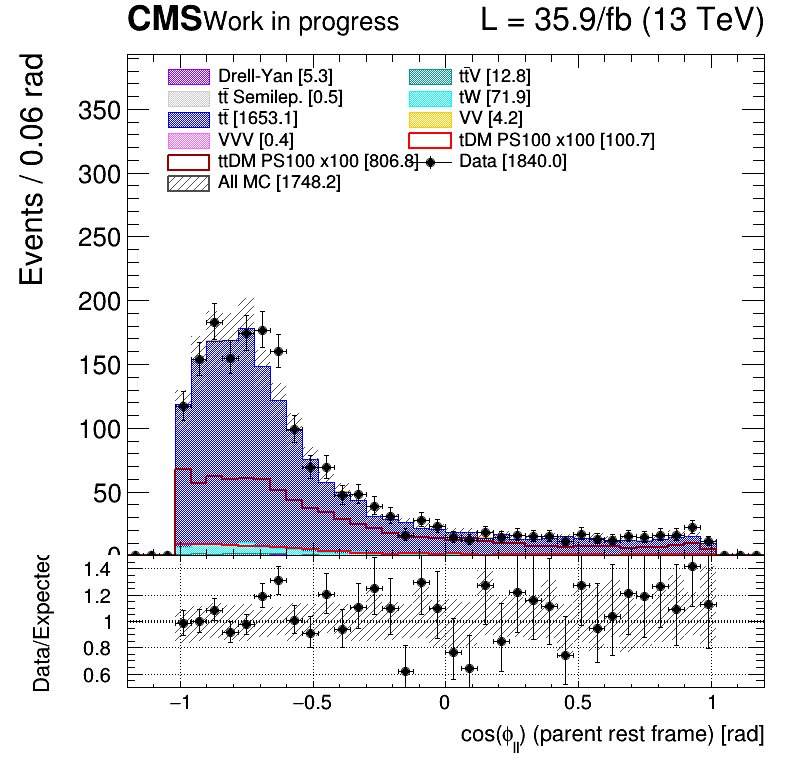 CMS Work in progress L = 35.9/fb (13 TeV)
Events / 0.06 rad
Drell-Yan [5.3] tt̄V [12.8]
tt̄ Semilep. [0.5] tW [71.9]
tt̄ [1653.1] VV [4.2]
VVV [0.4] tDM PS100 x100 [100.7]
ttDM PS100 x100 [806.8] Data [1840.0]
All MC [1748.2]
350
300
250
200
150
100
50
0
Data/Expected
1.4
1.2
1
0.8
0.6
−1 −0.5 0 0.5 1
cos(ϕ_ll) (parent rest frame) [rad]